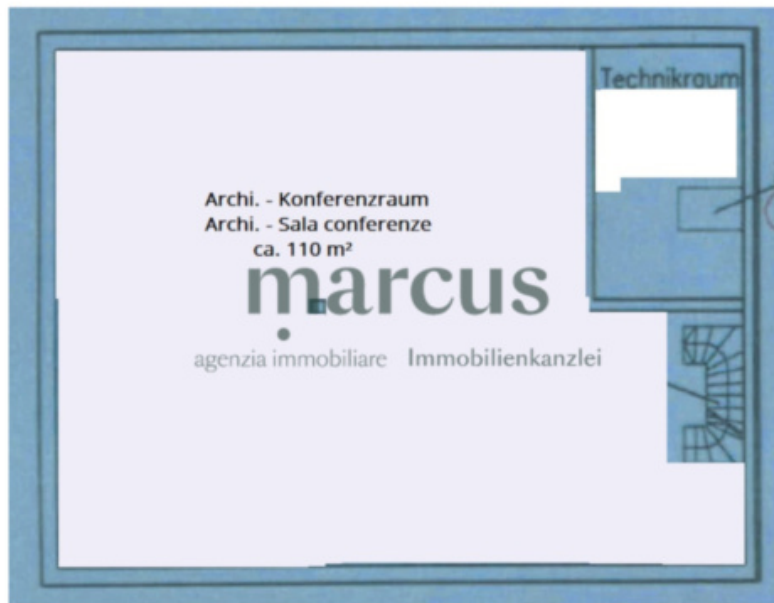 Technikraum
Archi. - Konferenzraum
Archi. - Sala conferenze
ca. 110 m²
marcus
agenzia immobiliare Immobilienkanzlei